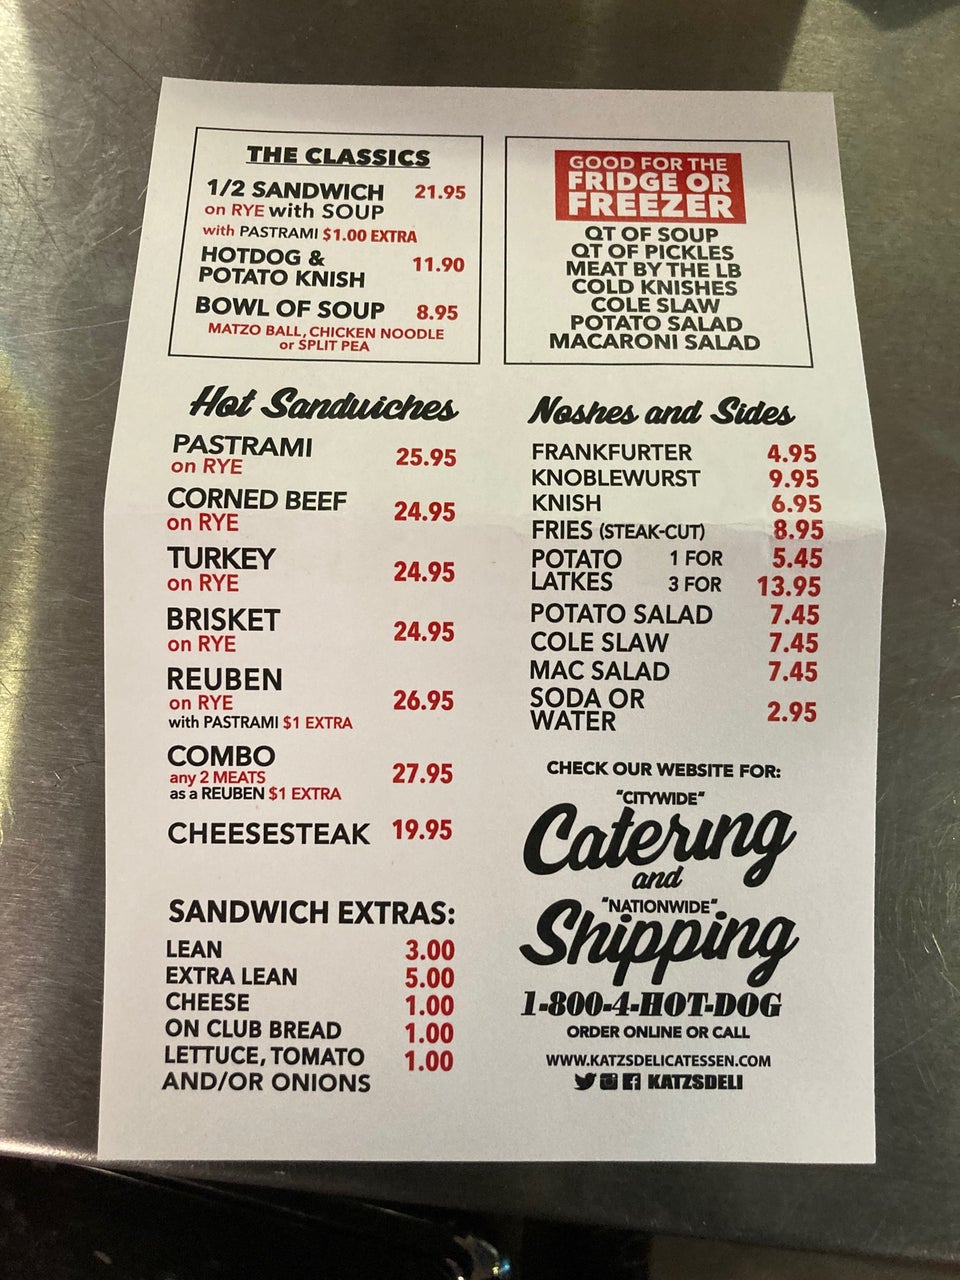 THE CLASSICS
1/2 SANDWICH 21.95
on RYE with SOUP
with PASTRAMI $1.00 EXTRA
HOTDOG & 11.90
POTATO KNISH
BOWL OF SOUP 8.95
MATZO BALL, CHICKEN NOODLE
or SPLIT PEA
GOOD FOR THE
FRIDGE OR
FREEZER
QT OF SOUP
QT OF PICKLES
MEAT BY THE LB
COLD KNISHES
COLE SLAW
POTATO SALAD
MACARONI SALAD
Hot Sandwiches
PASTRAMI 25.95
on RYE
CORNED BEEF 24.95
on RYE
TURKEY 24.95
on RYE
BRISKET 24.95
on RYE
REUBEN 26.95
on RYE
with PASTRAMI $1 EXTRA
COMBO 27.95
any 2 MEATS
as a REUBEN $1 EXTRA
CHEESESTEAK 19.95
SANDWICH EXTRAS:
LEAN 3.00
EXTRA LEAN 5.00
CHEESE 1.00
ON CLUB BREAD 1.00
LETTUCE, TOMATO 1.00
AND/OR ONIONS
Noshes and Sides
FRANKFURTER 4.95
KNOBLEWURST 9.95
KNISH 6.95
FRIES (STEAK-CUT) 8.95
POTATO 1 FOR 5.45
LATKES 3 FOR 13.95
POTATO SALAD 7.45
COLE SLAW 7.45
MAC SALAD 7.45
SODA OR 2.95
WATER
CHECK OUR WEBSITE FOR:
"CITYWIDE"
Catering
and
"NATIONWIDE"
Shipping
1-800-4-HOT-DOG
ORDER ONLINE OR CALL
WWW.KATZSDELICATESSEN.COM
KATZSDELI